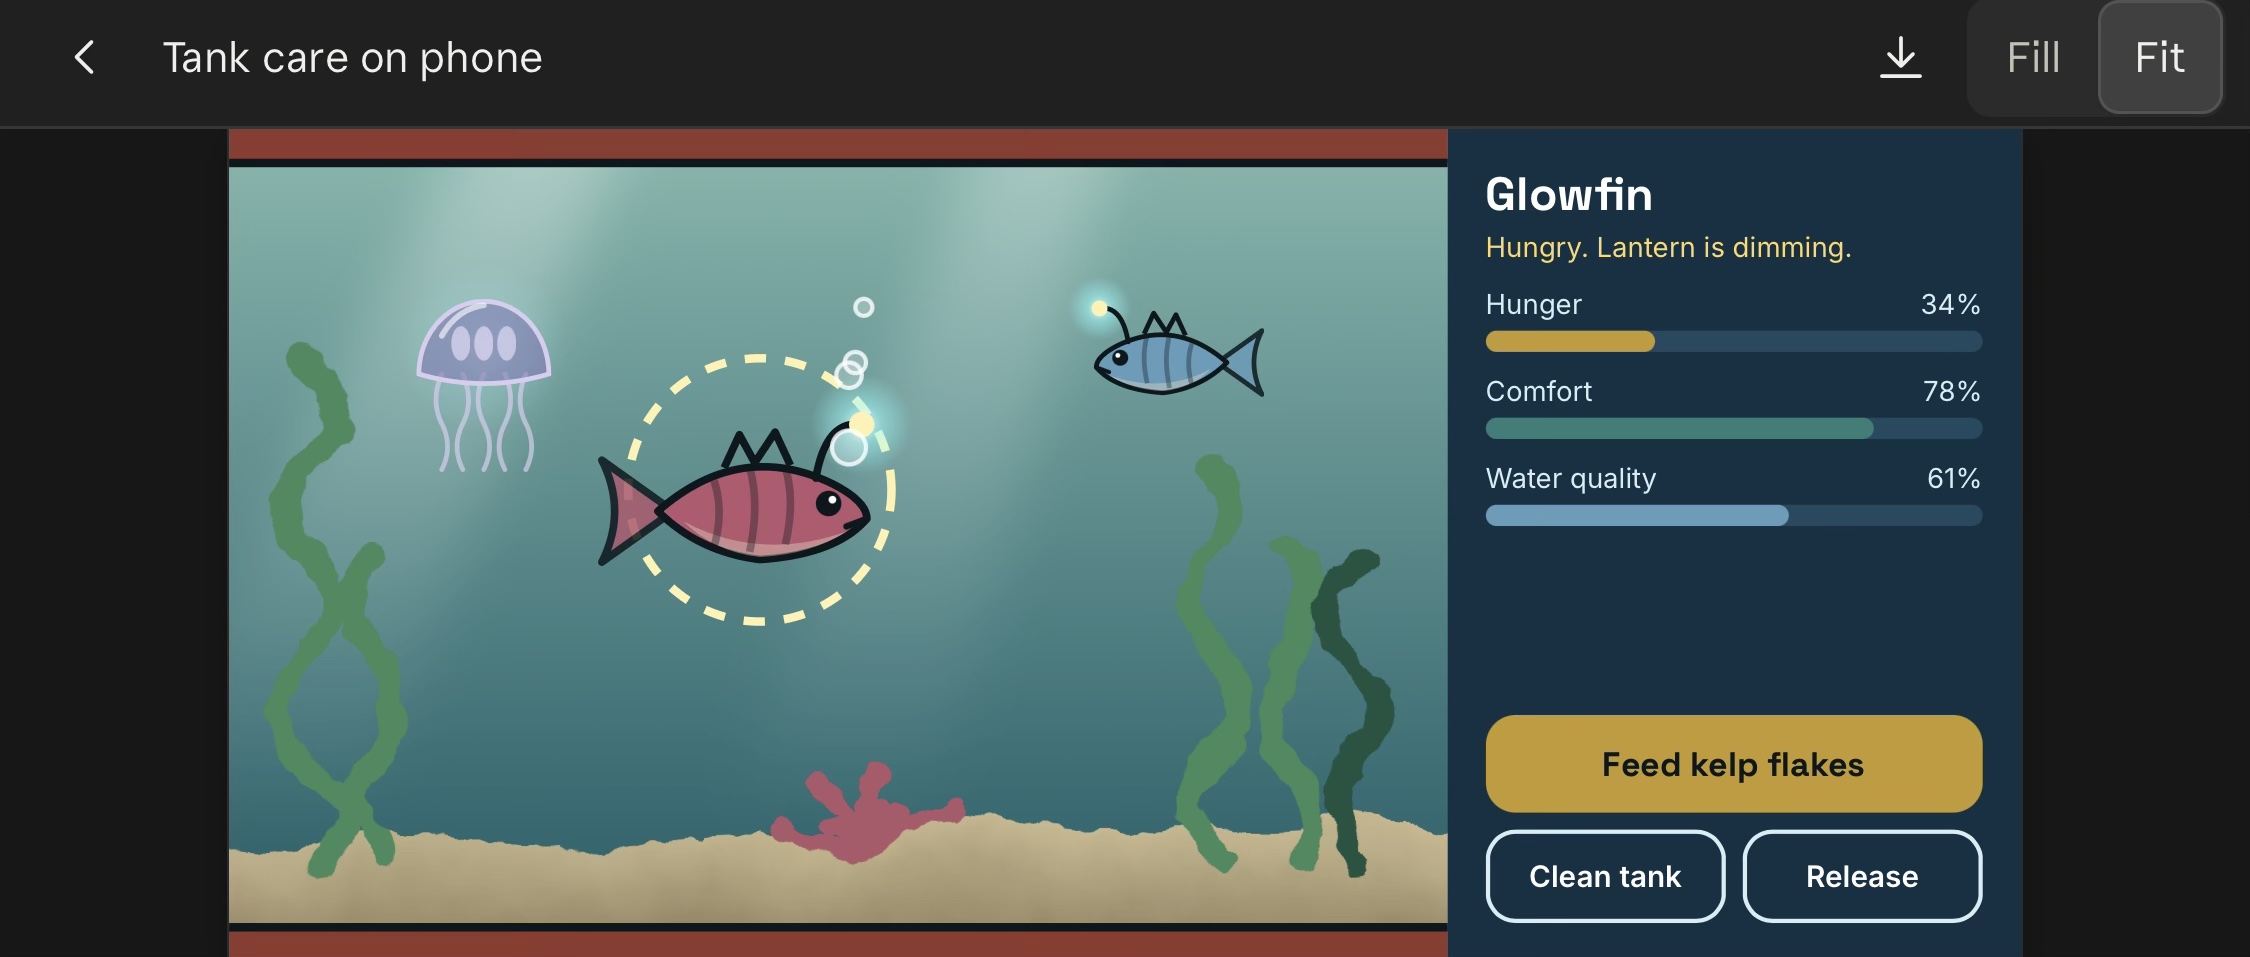 Tank care on phone
Fill
Fit
Glowfin
Hungry. Lantern is dimming.
Hunger 34%
Comfort 78%
Water quality 61%
Feed kelp flakes
Clean tank
Release